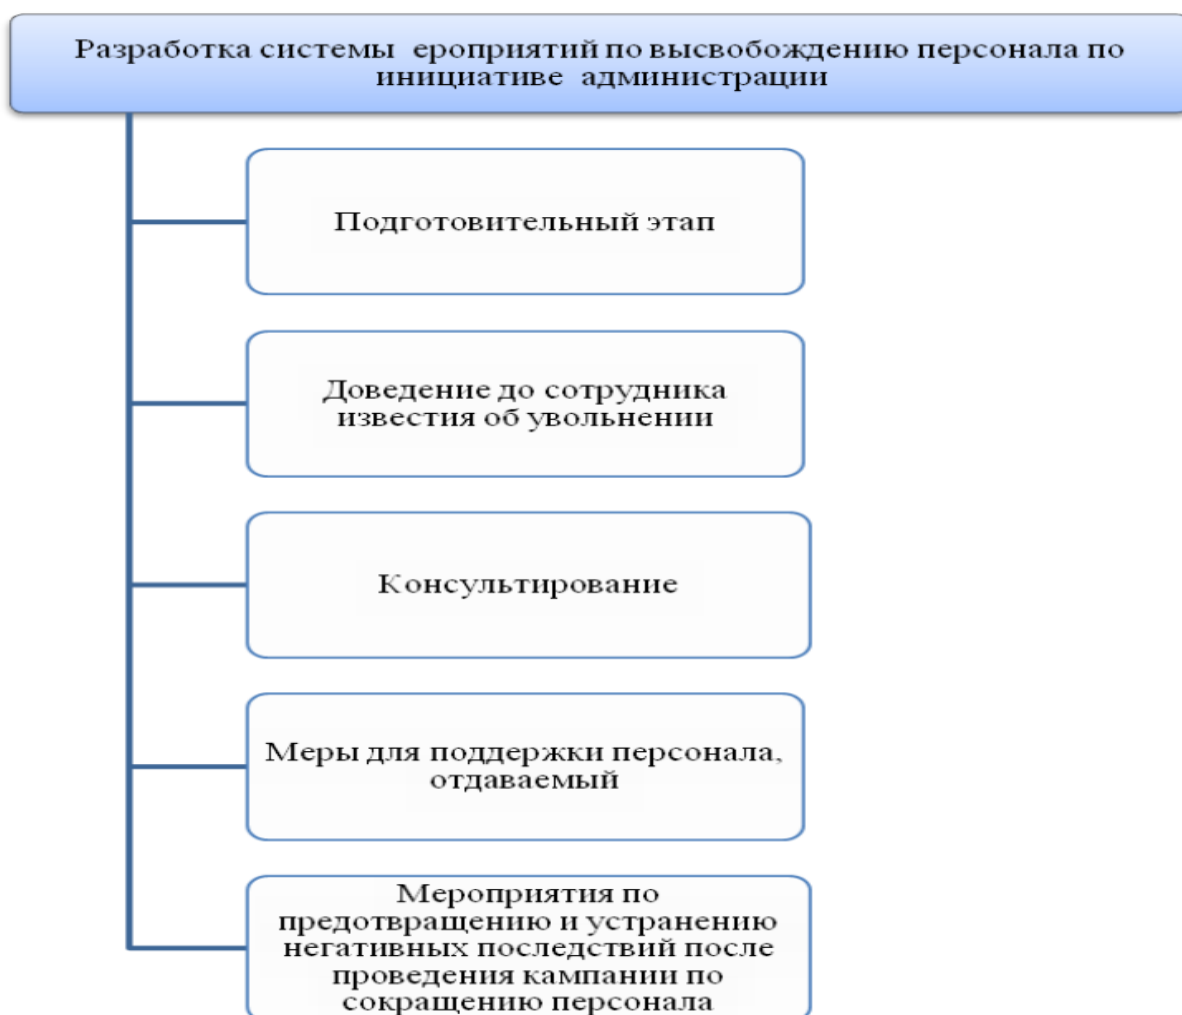 Разработка системы ероприятий по высвобождению персонала по
инициативе администрации
Подготовительный этап
Доведение до сотрудника
известия об увольнении
Консультирование
Меры для поддержки персонала,
отдаваемый
Мероприятия по
предотвращению и устранению
негативных последствий после
проведения кампании по
сокращению персонала